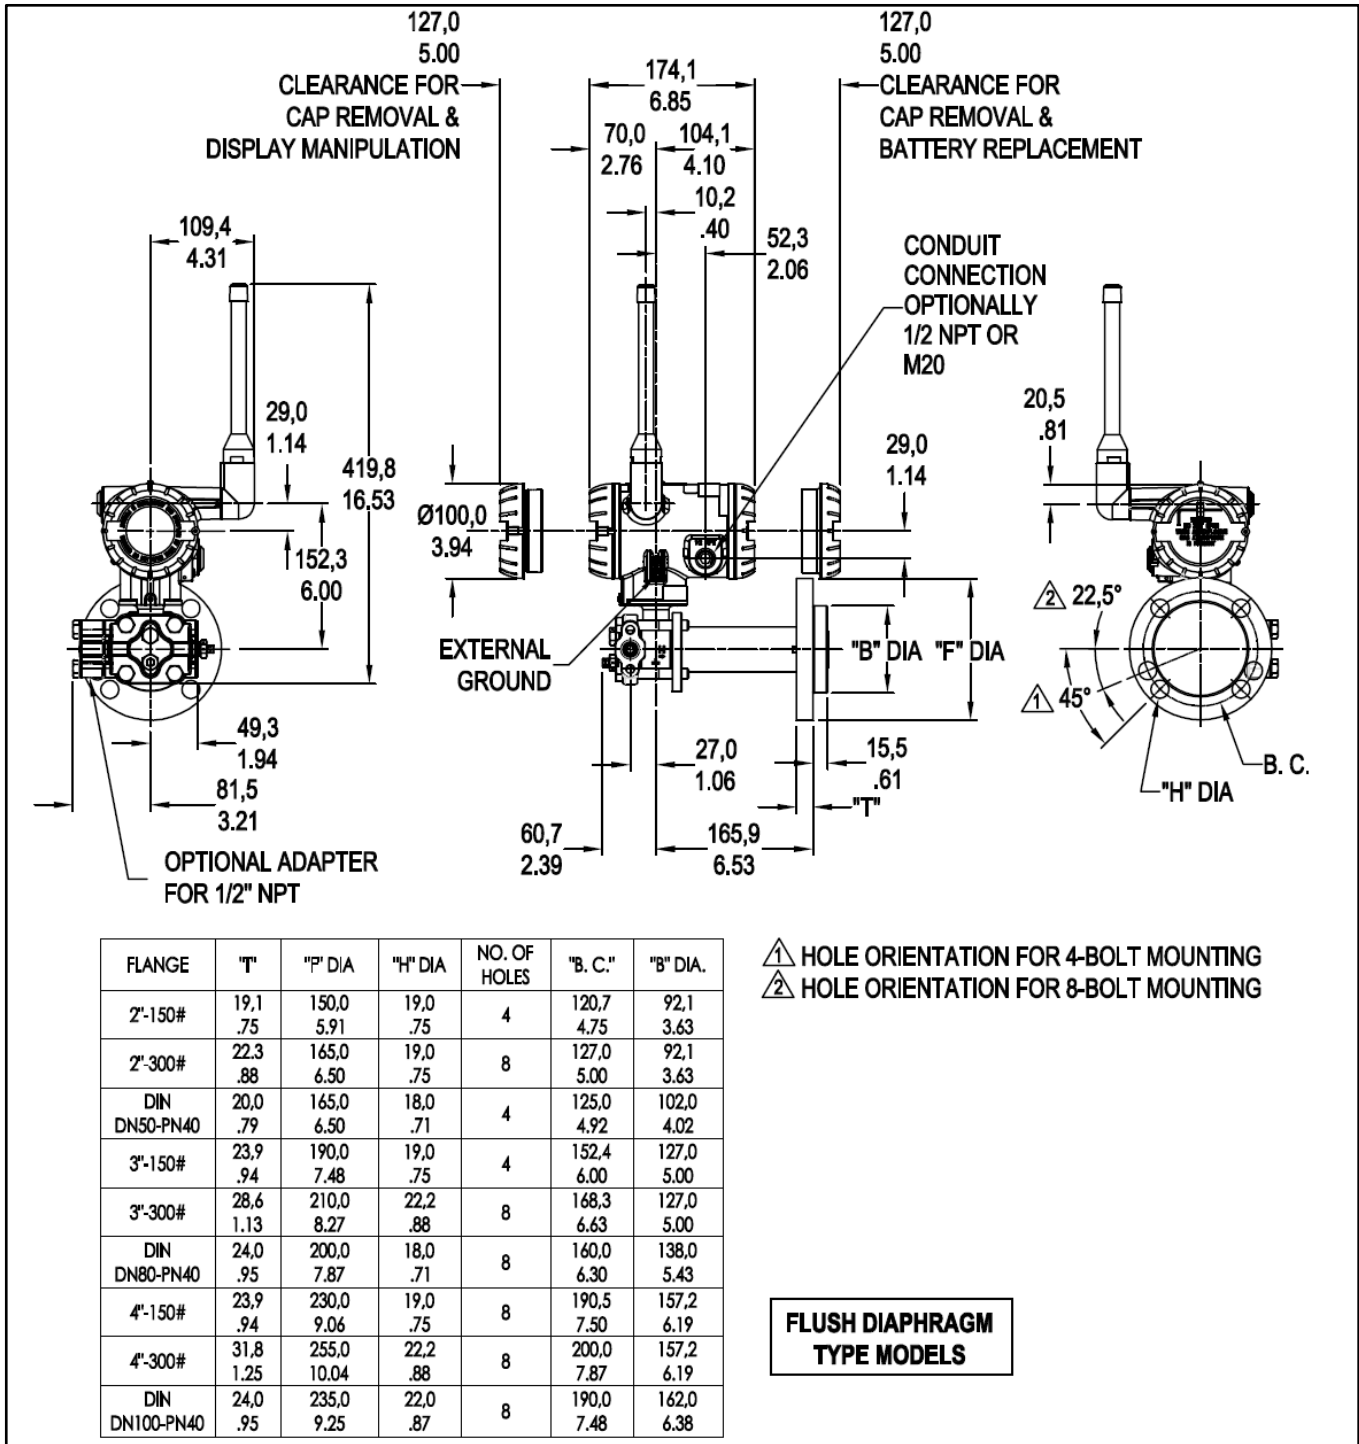 127,0
5.00
CLEARANCE FOR
CAP REMOVAL &
DISPLAY MANIPULATION
174,1
6.85
70,0
2.76
104,1
4.10
10,2
.40
52,3
2.06
127,0
5.00
CLEARANCE FOR
CAP REMOVAL &
BATTERY REPLACEMENT
109,4
4.31
CONDUIT
CONNECTION
OPTIONALLY
1/2 NPT OR
M20
29,0
1.14
419,8
16.53
152,3
6.00
Ø100,0
3.94
29,0
1.14
20,5
.81
EXTERNAL
GROUND
"B" DIA "F" DIA
2 22,5°
1 45°
49,3
1.94
81,5
3.21
27,0
1.06
15,5
.61
"T"
60,7
2.39
165,9
6.53
B. C.
"H" DIA
OPTIONAL ADAPTER
FOR 1/2" NPT
FLANGE "T" "F" DIA "H" DIA NO. OF HOLES "B. C." "B" DIA.
2"-150# 19,1 .75 150,0 5.91 19,0 .75 4 120,7 4.75 92,1 3.63
2"-300# 22.3 .88 165,0 6.50 19,0 .75 8 127,0 5.00 92,1 3.63
DIN DN50-PN40 20,0 .79 165,0 6.50 18,0 .71 4 125,0 4.92 102,0 4.02
3"-150# 23,9 .94 190,0 7.48 19,0 .75 4 152,4 6.00 127,0 5.00
3"-300# 28,6 1.13 210,0 8.27 22,2 .88 8 168,3 6.63 127,0 5.00
DIN DN80-PN40 24,0 .95 200,0 7.87 18,0 .71 8 160,0 6.30 138,0 5.43
4"-150# 23,9 .94 230,0 9.06 19,0 .75 8 190,5 7.50 157,2 6.19
4"-300# 31,8 1.25 255,0 10.04 22,2 .88 8 200,0 7.87 157,2 6.19
DIN DN100-PN40 24,0 .95 235,0 9.25 22,0 .87 8 190,0 7.48 162,0 6.38
1 HOLE ORIENTATION FOR 4-BOLT MOUNTING
2 HOLE ORIENTATION FOR 8-BOLT MOUNTING
FLUSH DIAPHRAGM
TYPE MODELS